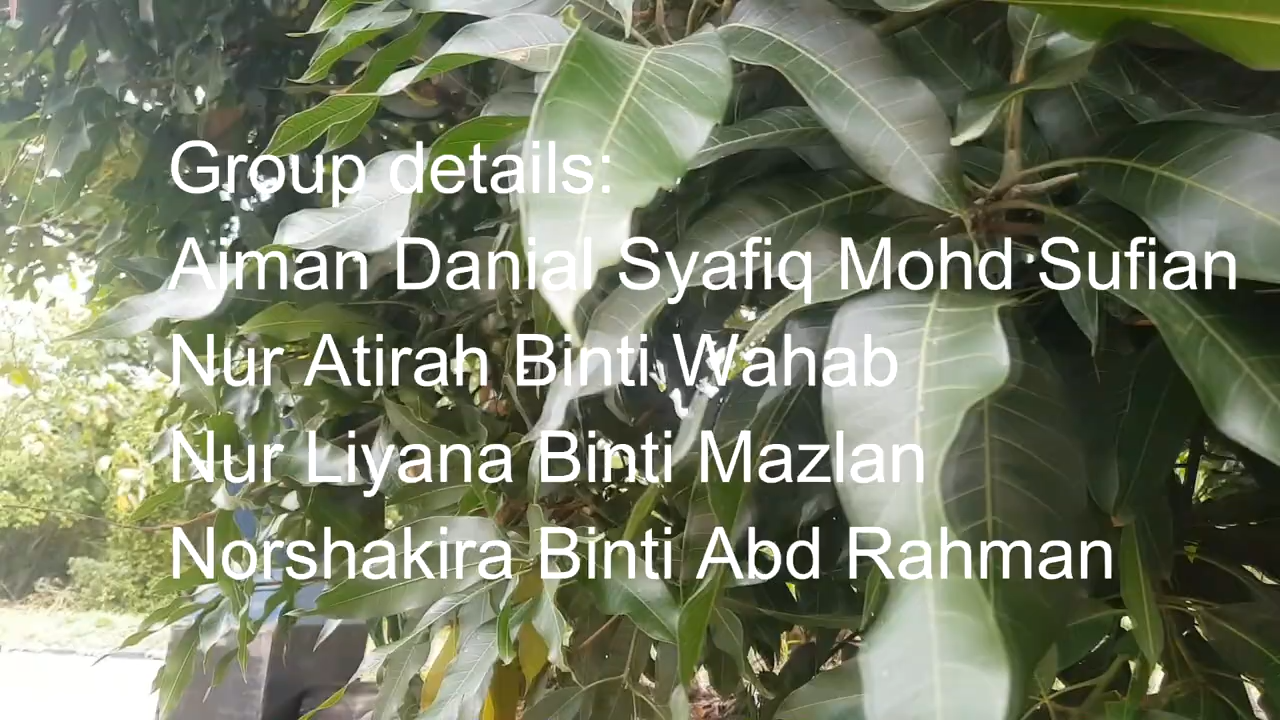 Group details:
Aiman Danial Syafiq Mohd Sufian
Nur Atirah Binti Wahab
Nur Liyana Binti Mazlan
Norshakira Binti Abd Rahman